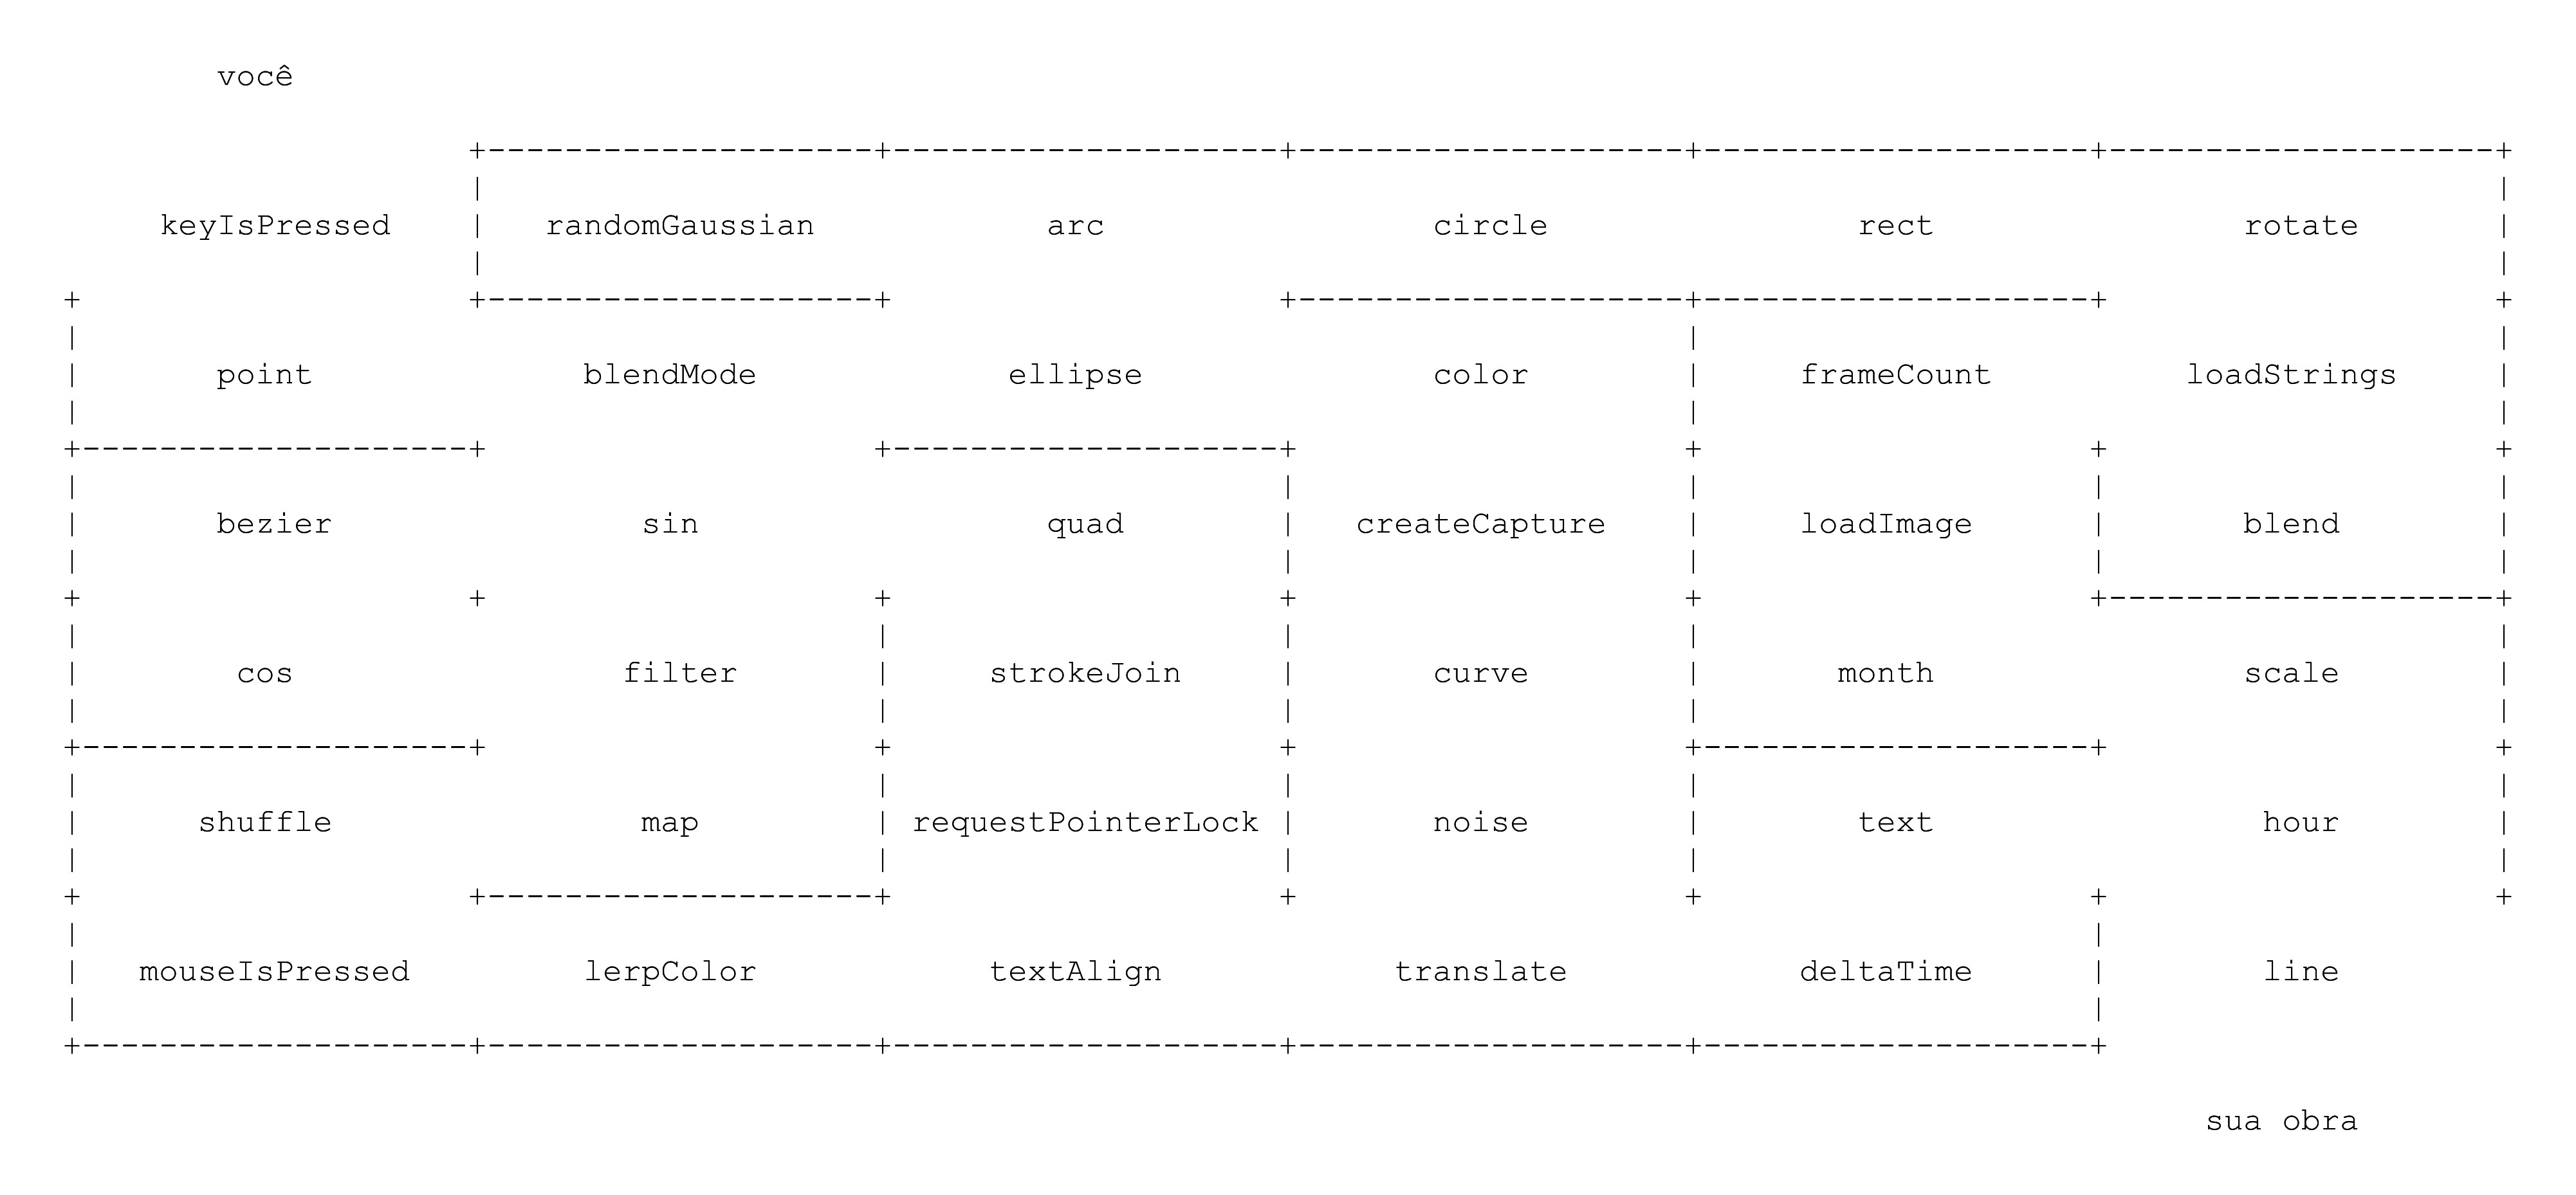 você
keyIsPressed randomGaussian arc circle rect rotate
point blendMode ellipse color frameCount loadStrings
bezier sin quad createCapture loadImage blend
cos filter strokeJoin curve month scale
shuffle map requestPointerLock noise text hour
mouseIsPressed lerpColor textAlign translate deltaTime line
sua obra